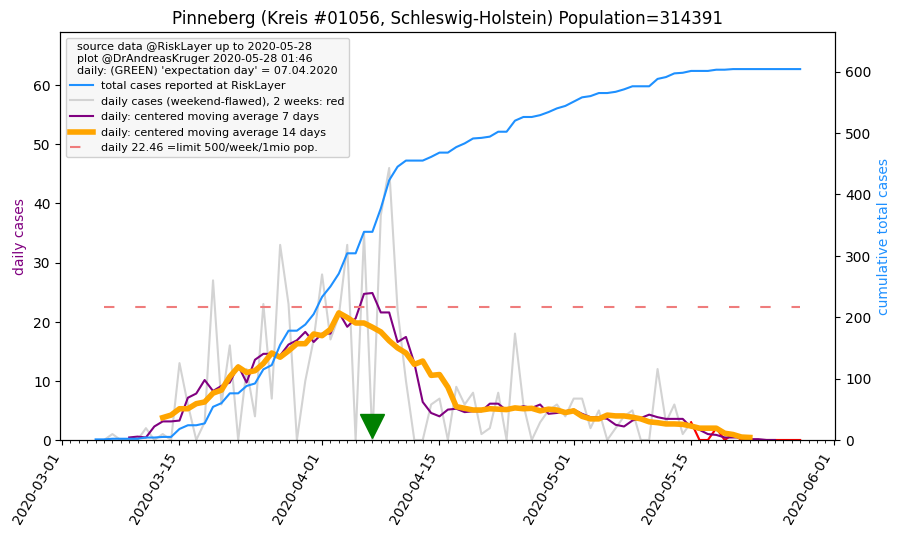 Pinneberg (Kreis #01056, Schleswig-Holstein) Population=314391
source data @RiskLayer up to 2020-05-28
plot @DrAndreasKruger 2020-05-28 01:46
daily: (GREEN) 'expectation day' = 07.04.2020
total cases reported at RiskLayer
daily cases (weekend-flawed), 2 weeks: red
daily: centered moving average 7 days
daily: centered moving average 14 days
daily 22.46 =limit 500/week/1mio pop.
daily cases
60
50
40
30
20
10
0
600
500
400
300
200
100
0
cumulative total cases
2020-03-01
2020-03-15
2020-04-01
2020-04-15
2020-05-01
2020-05-15
2020-06-01